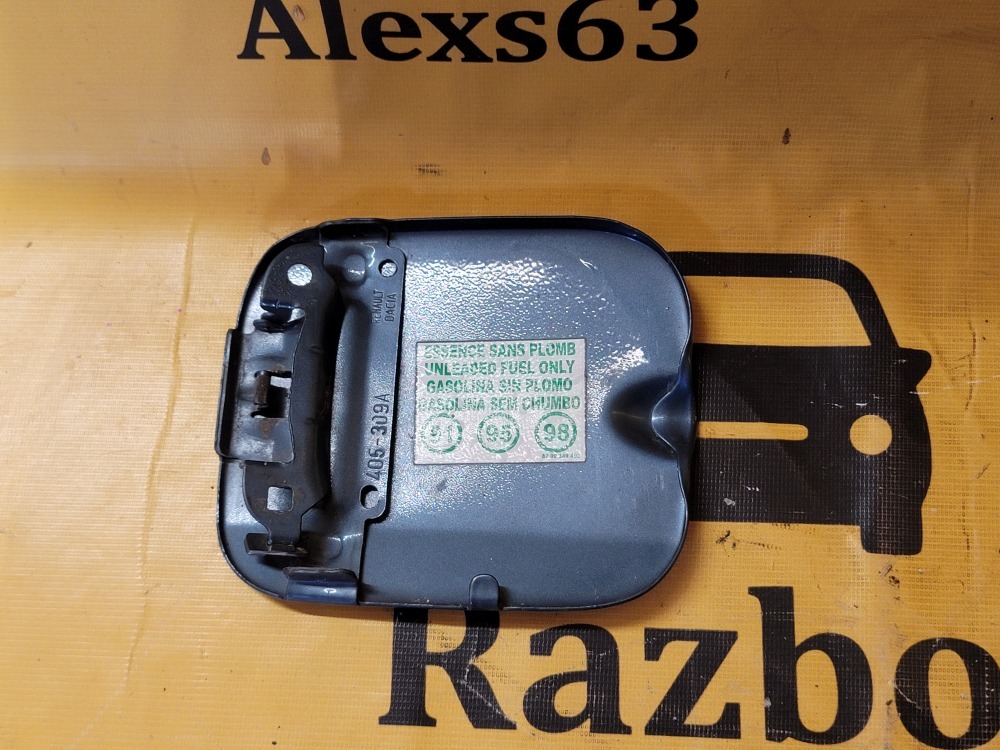 Alexs63
RENAULT
DACIA
ESSENCE SANS PLOMB
UNLEADED FUEL ONLY
GASOLINA SIN PLOMO
GASOLINA SEM CHUMBO
91 95 98
405-309A
Razbo